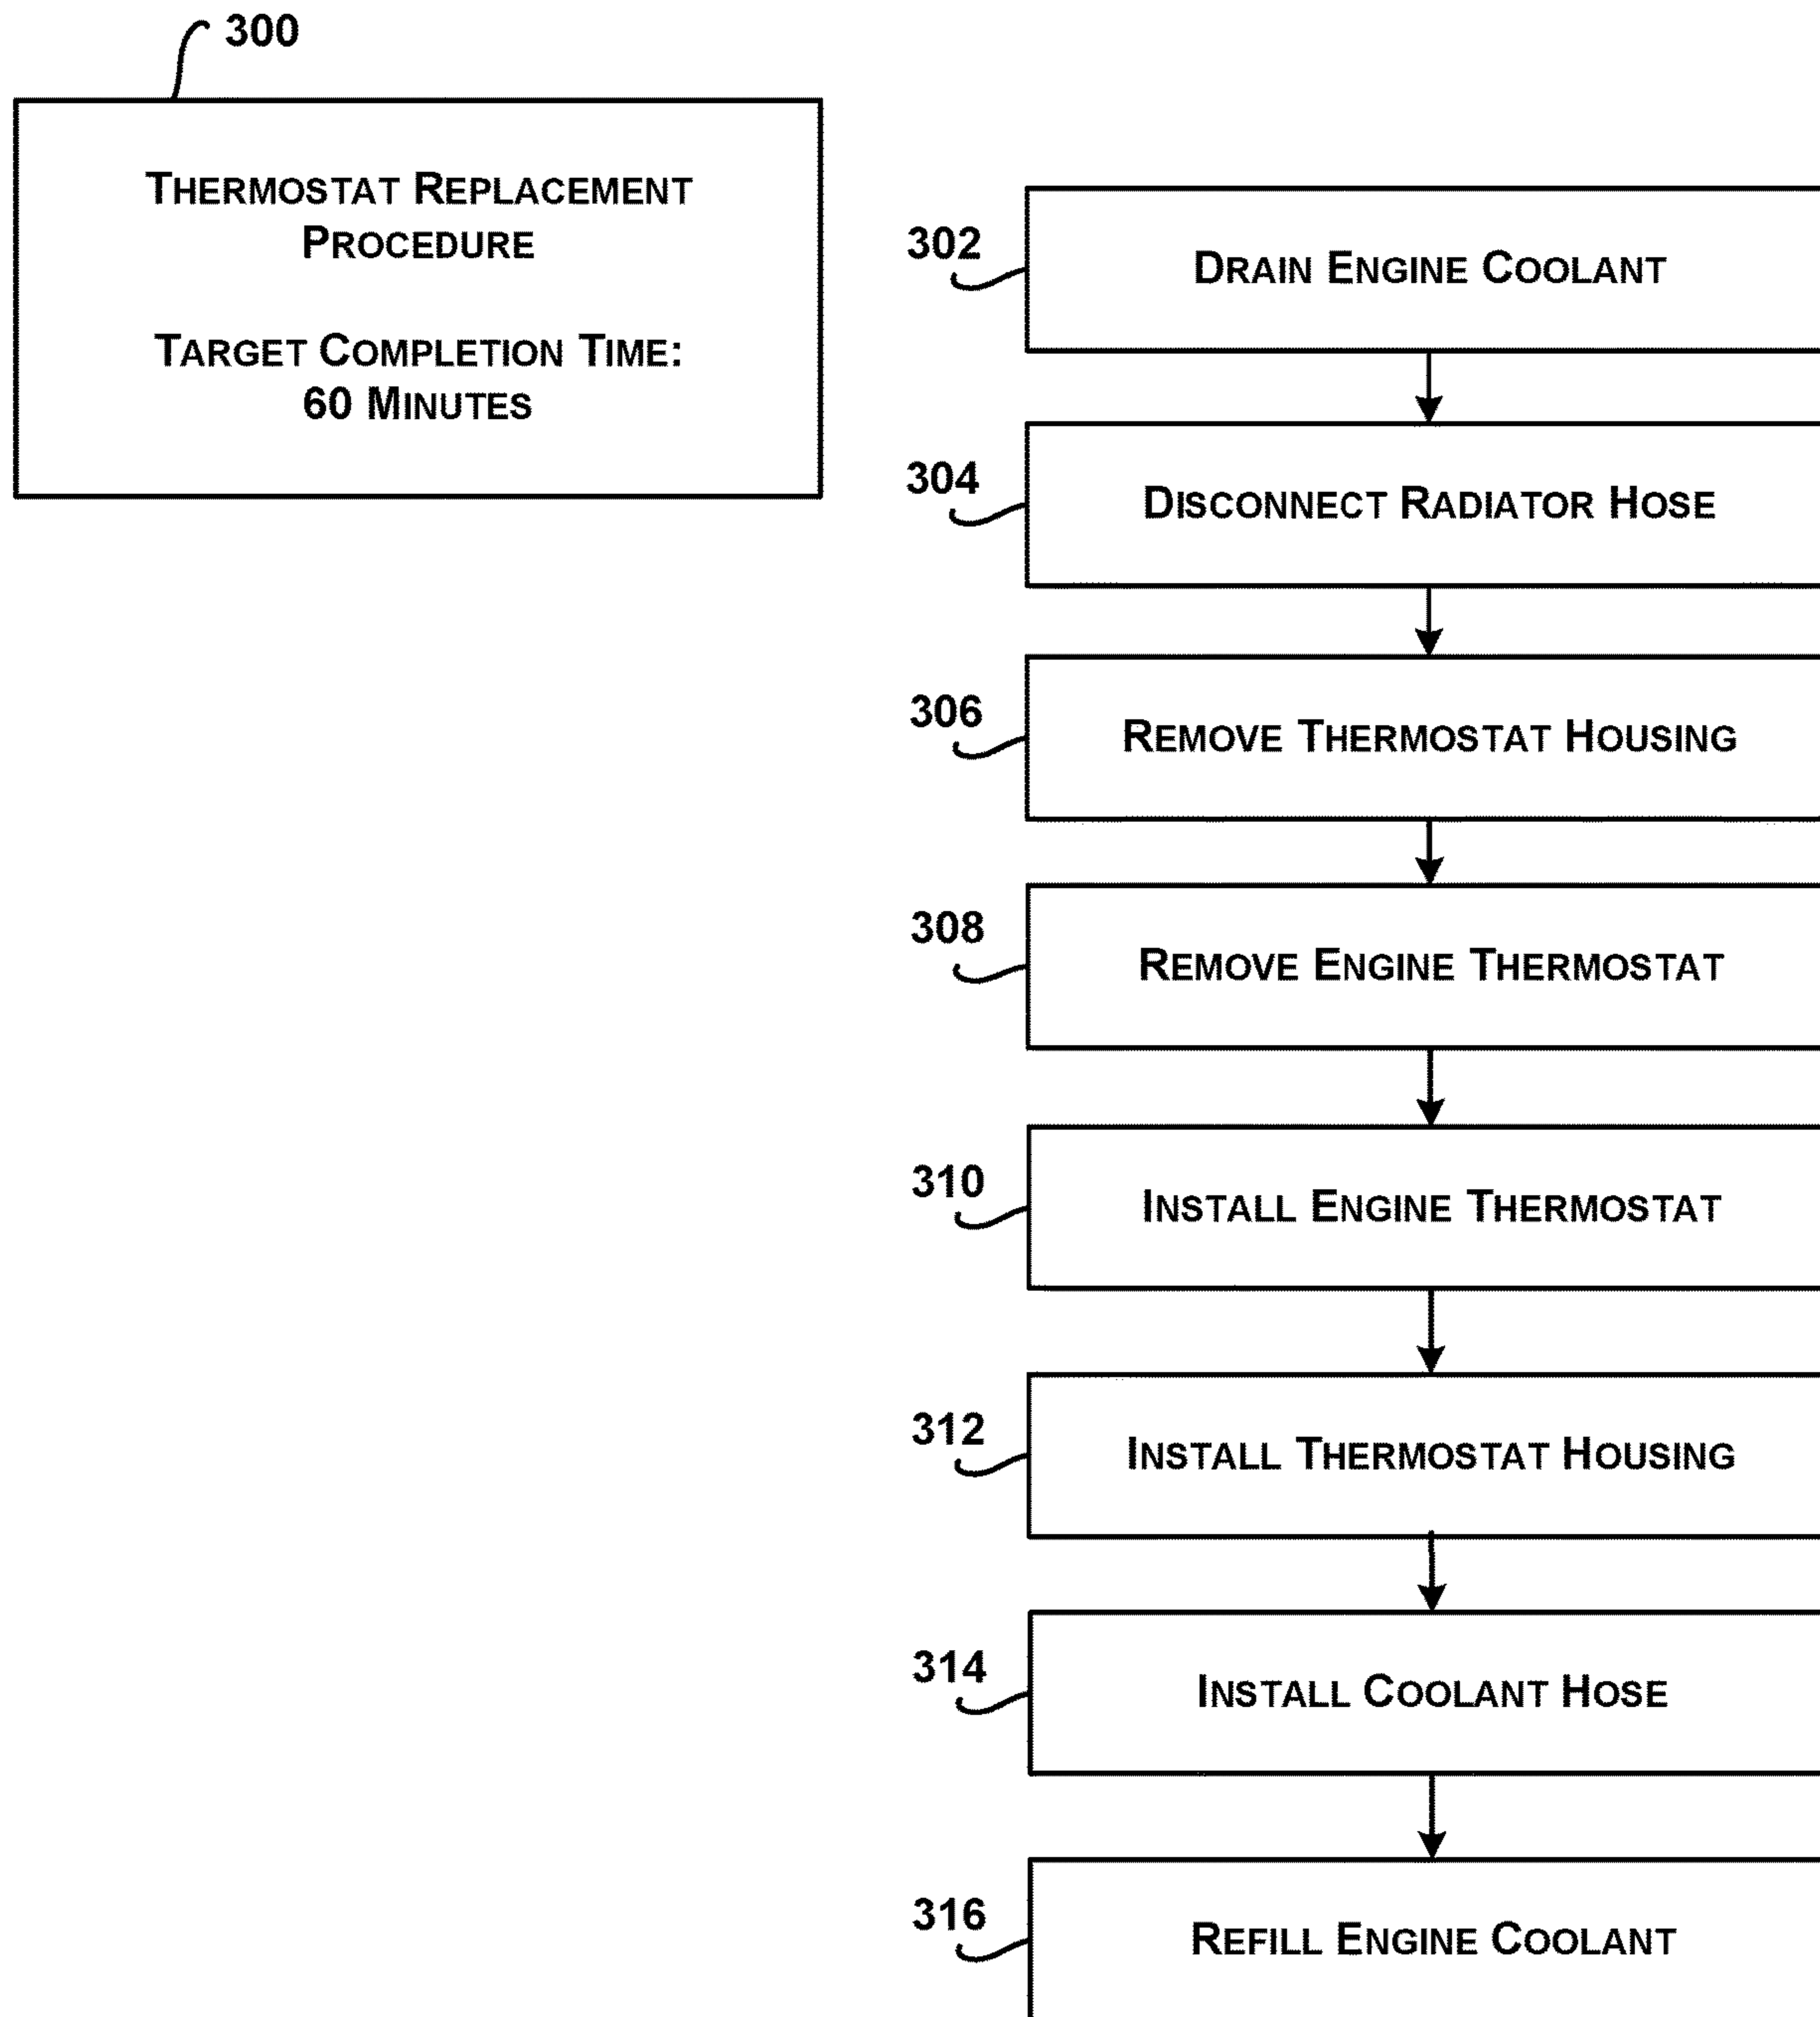 300
THERMOSTAT REPLACEMENT
PROCEDURE
TARGET COMPLETION TIME:
60 MINUTES
302
DRAIN ENGINE COOLANT
304
DISCONNECT RADIATOR HOSE
306
REMOVE THERMOSTAT HOUSING
308
REMOVE ENGINE THERMOSTAT
310
INSTALL ENGINE THERMOSTAT
312
INSTALL THERMOSTAT HOUSING
314
INSTALL COOLANT HOSE
316
REFILL ENGINE COOLANT